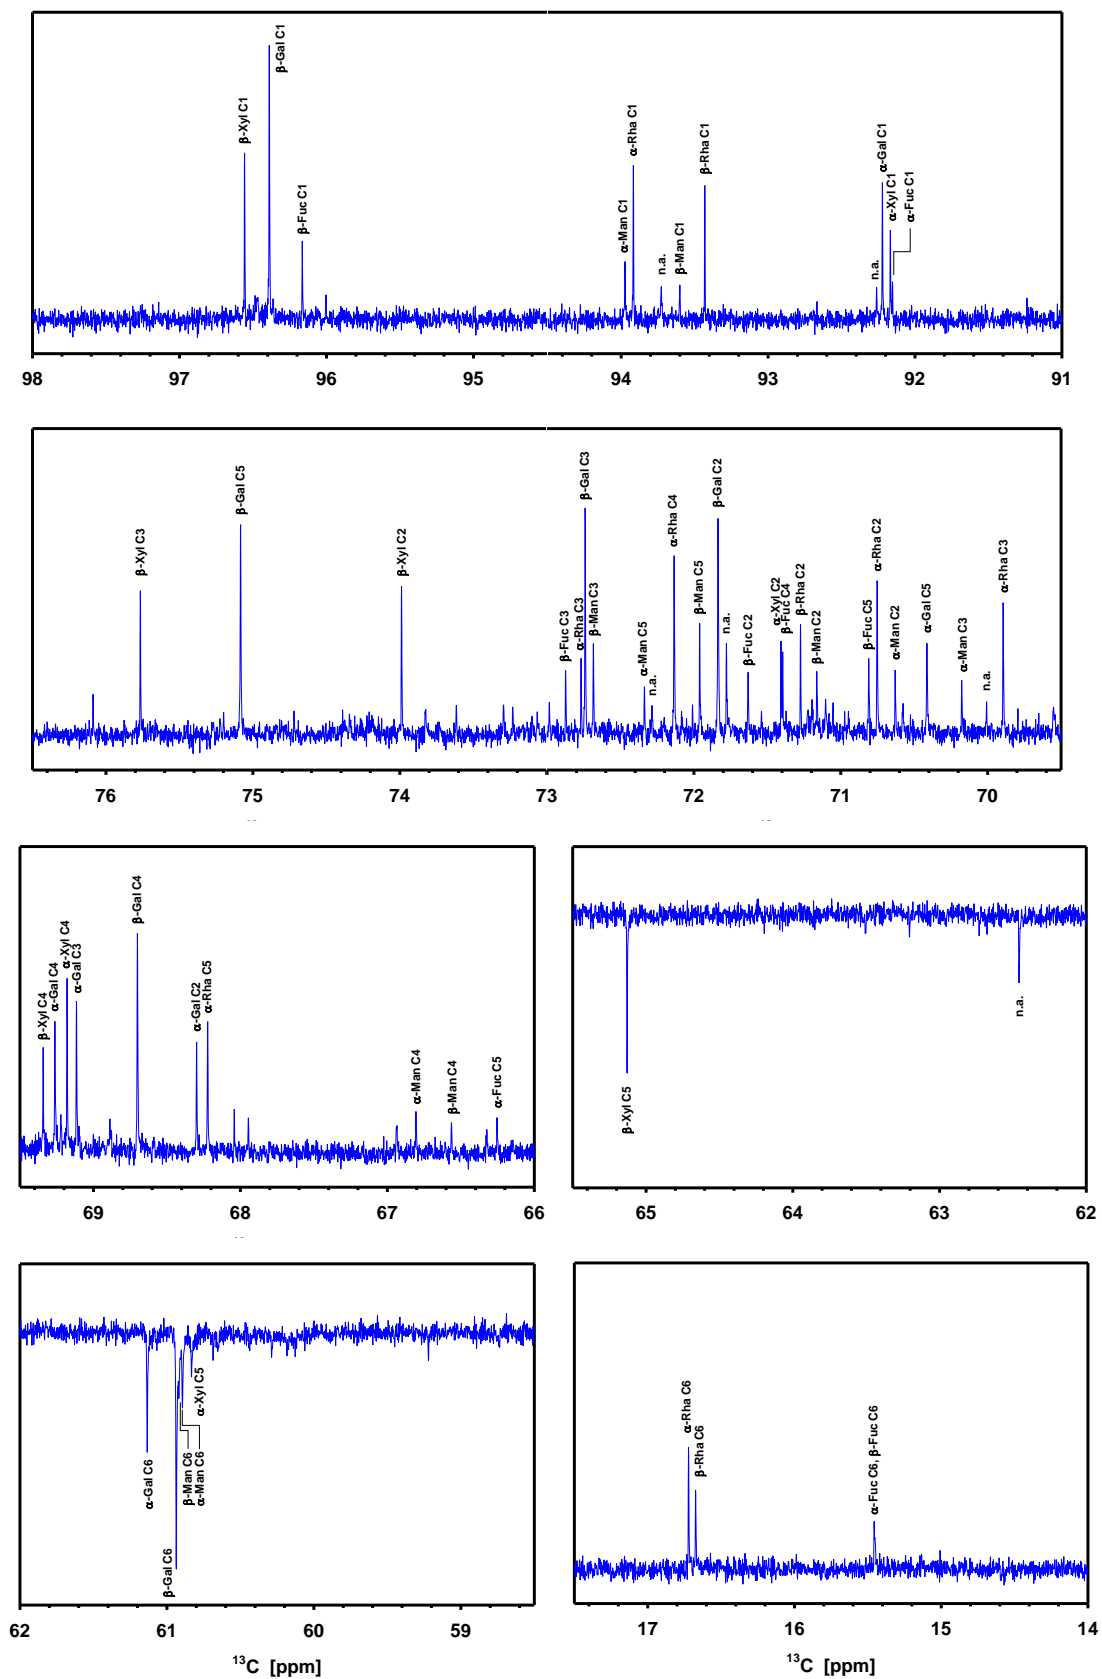 β-Xyl C1
β-Gal C1
β-Fuc C1
α-Man C1
α-Rha C1
n.a.
β-Man C1
β-Rha C1
n.a.
α-Gal C1
α-Xyl C1
α-Fuc C1
98 97 96 95 94 93 92 91
β-Xyl C3
β-Gal C5
β-Xyl C2
β-Fuc C3
α-Rha C3
β-Gal C3
β-Man C3
α-Man C5
n.a.
α-Rha C4
β-Man C5
β-Gal C2
n.a.
β-Fuc C2
α-Xyl C2
β-Fuc C4
β-Rha C2
β-Man C2
β-Fuc C5
α-Rha C2
α-Man C2
α-Gal C5
α-Man C3
n.a.
α-Rha C3
76 75 74 73 72 71 70
β-Xyl C4
α-Gal C4
α-Xyl C4
α-Gal C3
β-Gal C4
α-Gal C2
α-Rha C5
α-Man C4
β-Man C4
α-Fuc C5
69 68 67 66
β-Xyl C5
n.a.
65 64 63 62
α-Gal C6
β-Gal C6
β-Man C6
α-Man C6
α-Xyl C5
62 61 60 59
13C [ppm]
α-Rha C6
β-Rha C6
α-Fuc C6, β-Fuc C6
17 16 15 14
13C [ppm]